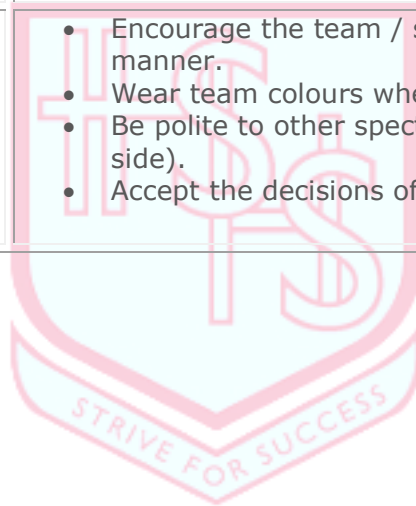 • Encourage the team / s
manner.
• Wear team colours whe
• Be polite to other spect
side).
• Accept the decisions of
HSHS
STRIVE FOR SUCCESS